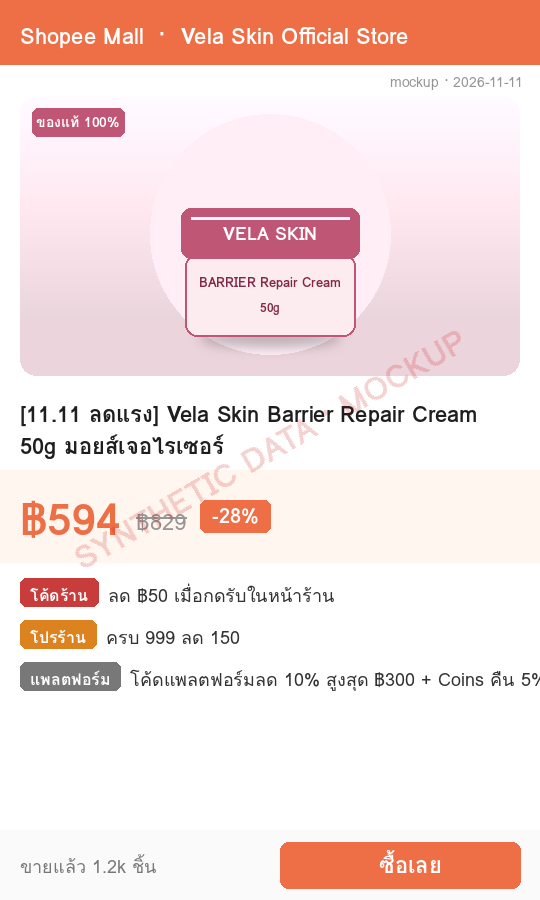 Shopee Mall · Vela Skin Official Store
mockup · 2026-11-11
ของแท้ 100%
VELA SKIN
BARRIER Repair Cream
50g
[11.11 ลดแรง] Vela Skin Barrier Repair Cream
50g มอยส์เจอไรเซอร์
฿594 ฿829 -28%
SYNTHETIC DATA · MOCKUP
โค้ดร้าน ลด ฿50 เมื่อกดรับในหน้าร้าน
โปรร้าน ครบ 999 ลด 150
แพลตฟอร์ม โค้ดแพลตฟอร์มลด 10% สูงสุด ฿300 + Coins คืน 5%
ขายแล้ว 1.2k ชิ้น ซื้อเลย